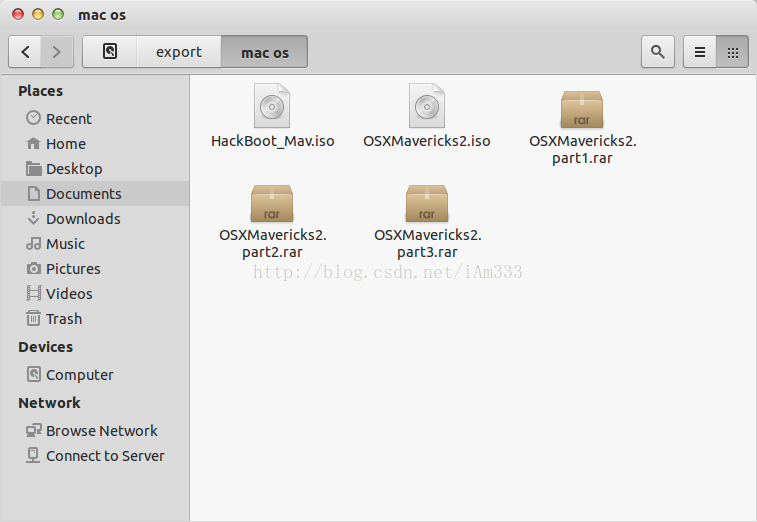 mac os
export
mac os
Places
Recent
Home
Desktop
Documents
Downloads
Music
Pictures
Videos
Trash
Devices
Computer
Network
Browse Network
Connect to Server
HackBoot_Mav.iso
OSXMavericks2.iso
OSXMavericks2.
part1.rar
OSXMavericks2.
part2.rar
OSXMavericks2.
part3.rar
rar
rar
rar
http://blog.csdn.net/iAm333